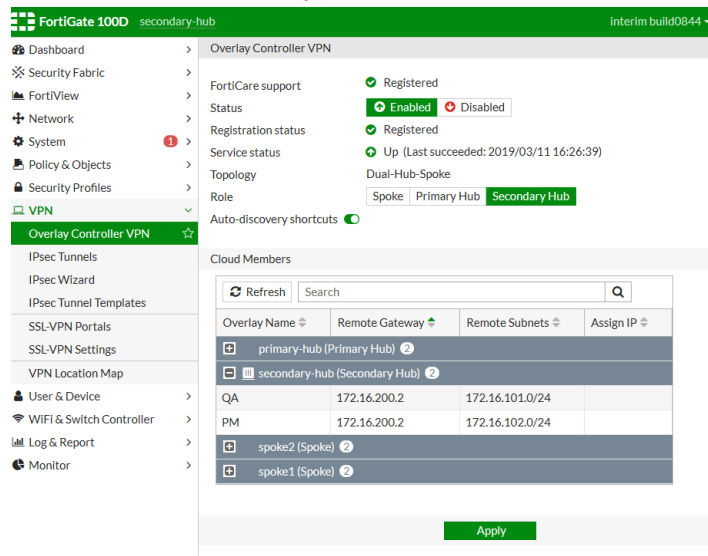 FortiGate 100D secondary-hub interim build0844
Dashboard
Security Fabric
FortiView
Network
System 1
Policy & Objects
Security Profiles
VPN
Overlay Controller VPN
IPsec Tunnels
IPsec Wizard
IPsec Tunnel Templates
SSL-VPN Portals
SSL-VPN Settings
VPN Location Map
User & Device
WiFi & Switch Controller
Log & Report
Monitor
Overlay Controller VPN
FortiCare support Registered
Status Enabled Disabled
Registration status Registered
Service status Up (Last succeeded: 2019/03/11 16:26:39)
Topology Dual-Hub-Spoke
Role Spoke Primary Hub Secondary Hub
Auto-discovery shortcuts
Cloud Members
Refresh Search
Overlay Name Remote Gateway Remote Subnets Assign IP
primary-hub (Primary Hub) 2
secondary-hub (Secondary Hub) 2
QA 172.16.200.2 172.16.101.0/24
PM 172.16.200.2 172.16.102.0/24
spoke2 (Spoke) 2
spoke1 (Spoke) 2
Apply